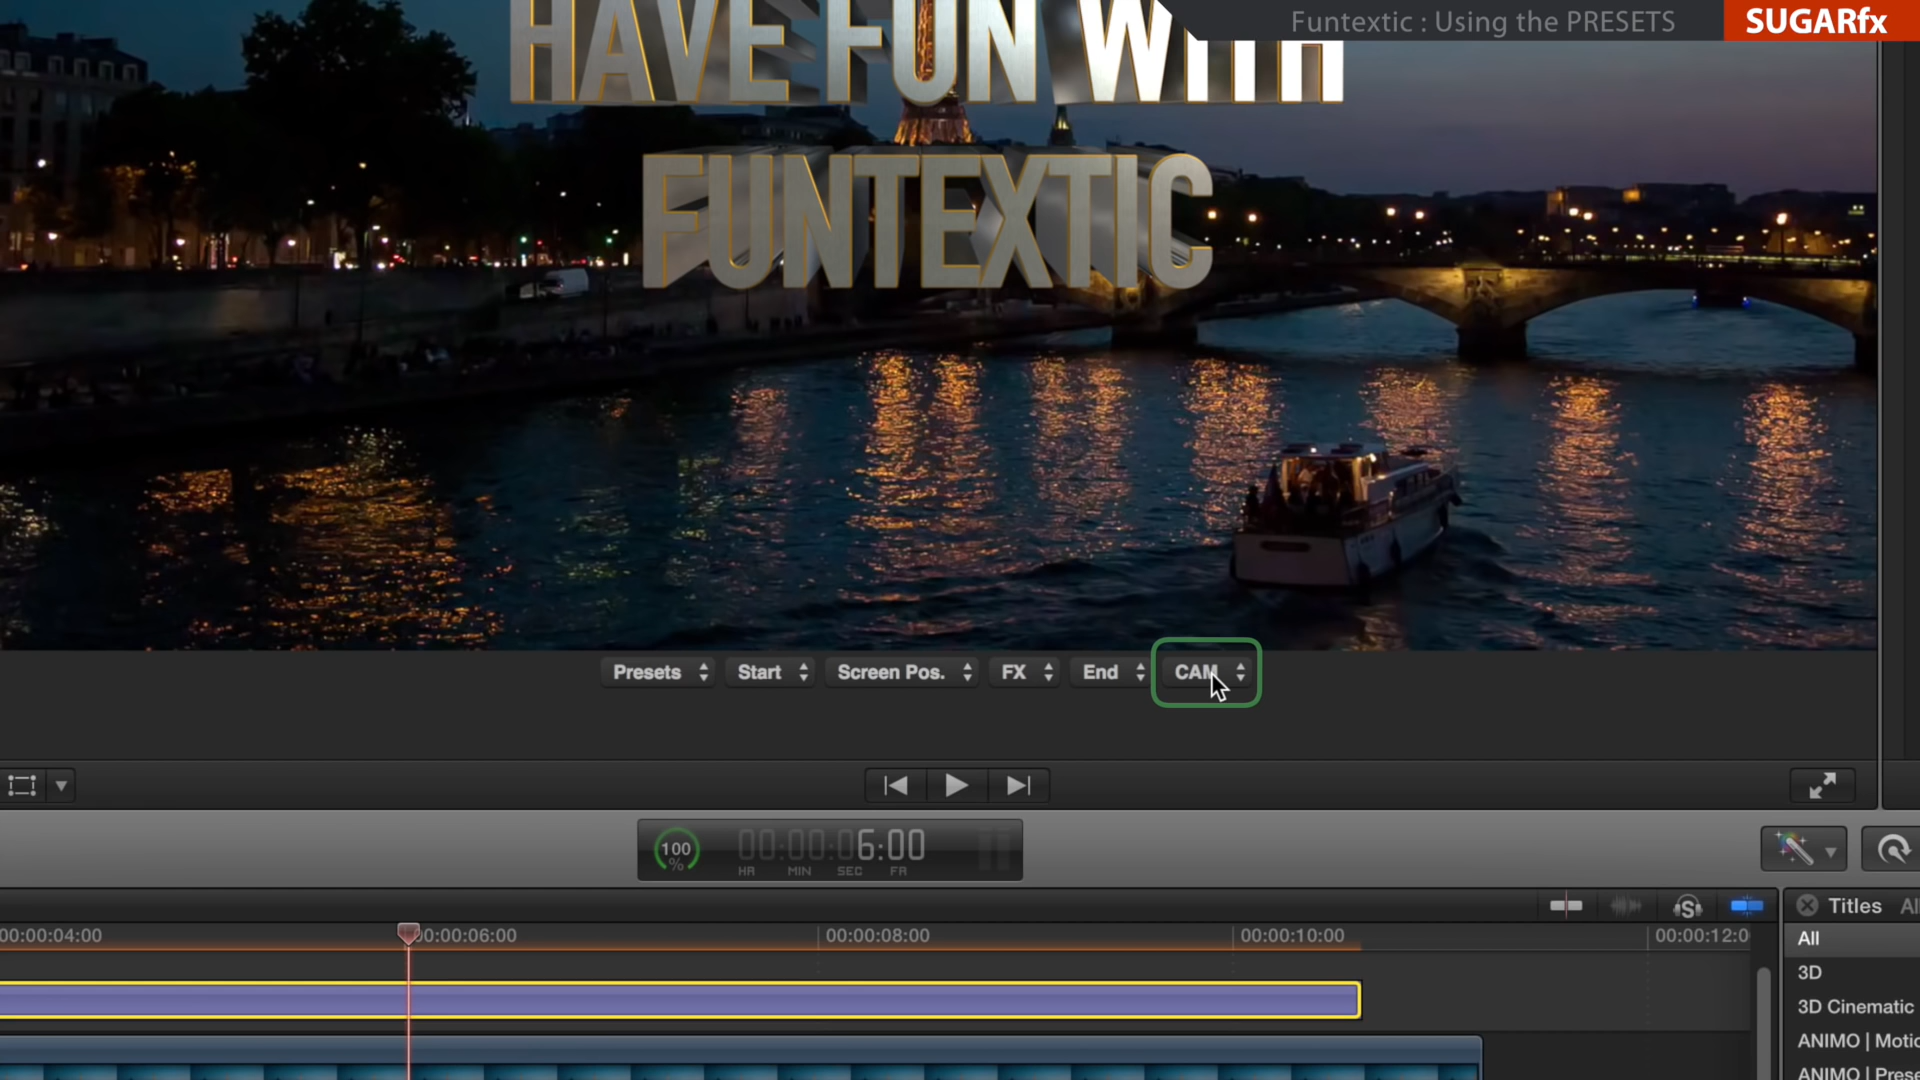 Funtextic : Using the PRESETS
SUGARfx
HAVE FUN WITH
FUNTEXTIC
Presets
Start
Screen Pos.
FX
End
CAM
100
%
00:00:06:00
HR MIN SEC FR
00:00:04:00
00:00:06:00
00:00:08:00
00:00:10:00
00:00:12:0
Titles
All
3D
3D Cinematic
ANIMO | Motio
ANIMO | Prese